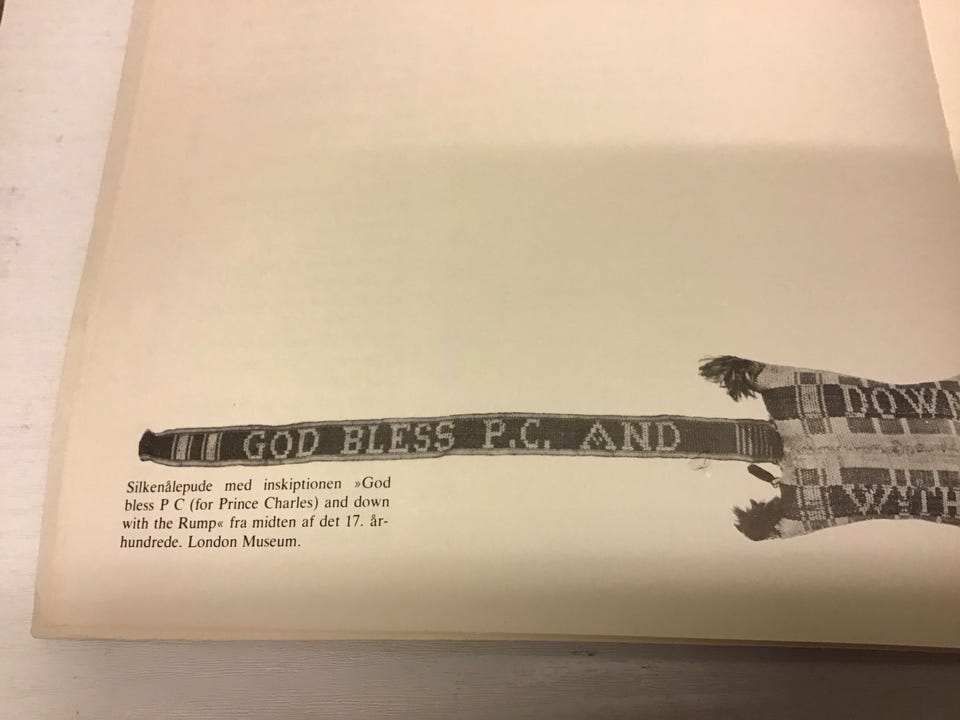 GOD BLESS P.C. AND
DOWN
WITH
Silkenålepude med inskiptionen »God
bless P C (for Prince Charles) and down
with the Rump« fra midten af det 17. år-
hundrede. London Museum.